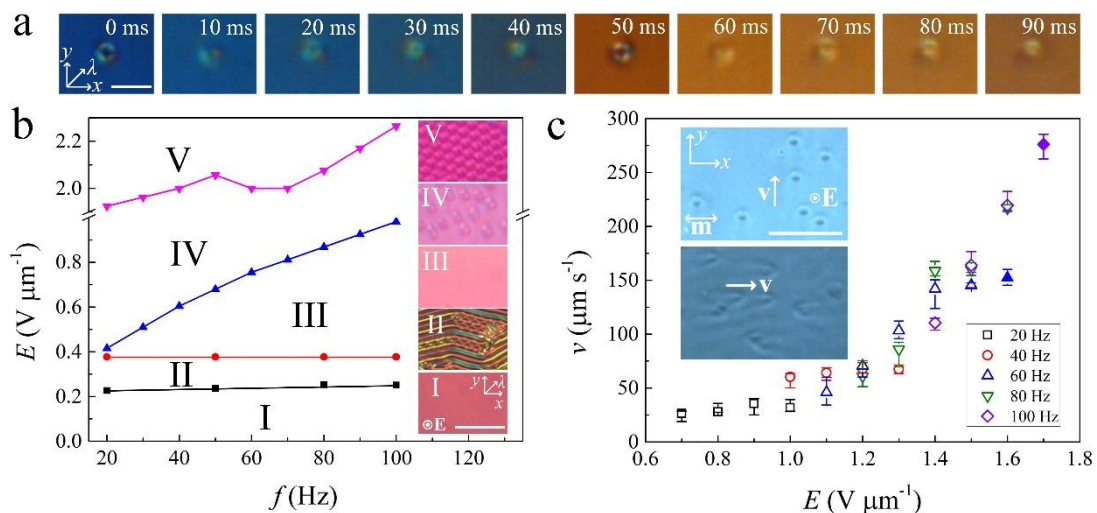 a
0 ms 10 ms 20 ms 30 ms 40 ms 50 ms 60 ms 70 ms 80 ms 90 ms
y λ x
b
2.2
2.0
0.8
0.6
0.4
0.2
0.0
E (V μm⁻¹)
20 40 60 80 100 120
f (Hz)
V
IV
III
II
I
V
IV
III
II
I
y λ x
E
c
300
250
200
150
100
50
0
v (μm s⁻¹)
0.6 0.8 1.0 1.2 1.4 1.6 1.8
E (V μm⁻¹)
y
x
v
E
m
v
20 Hz
40 Hz
60 Hz
80 Hz
100 Hz